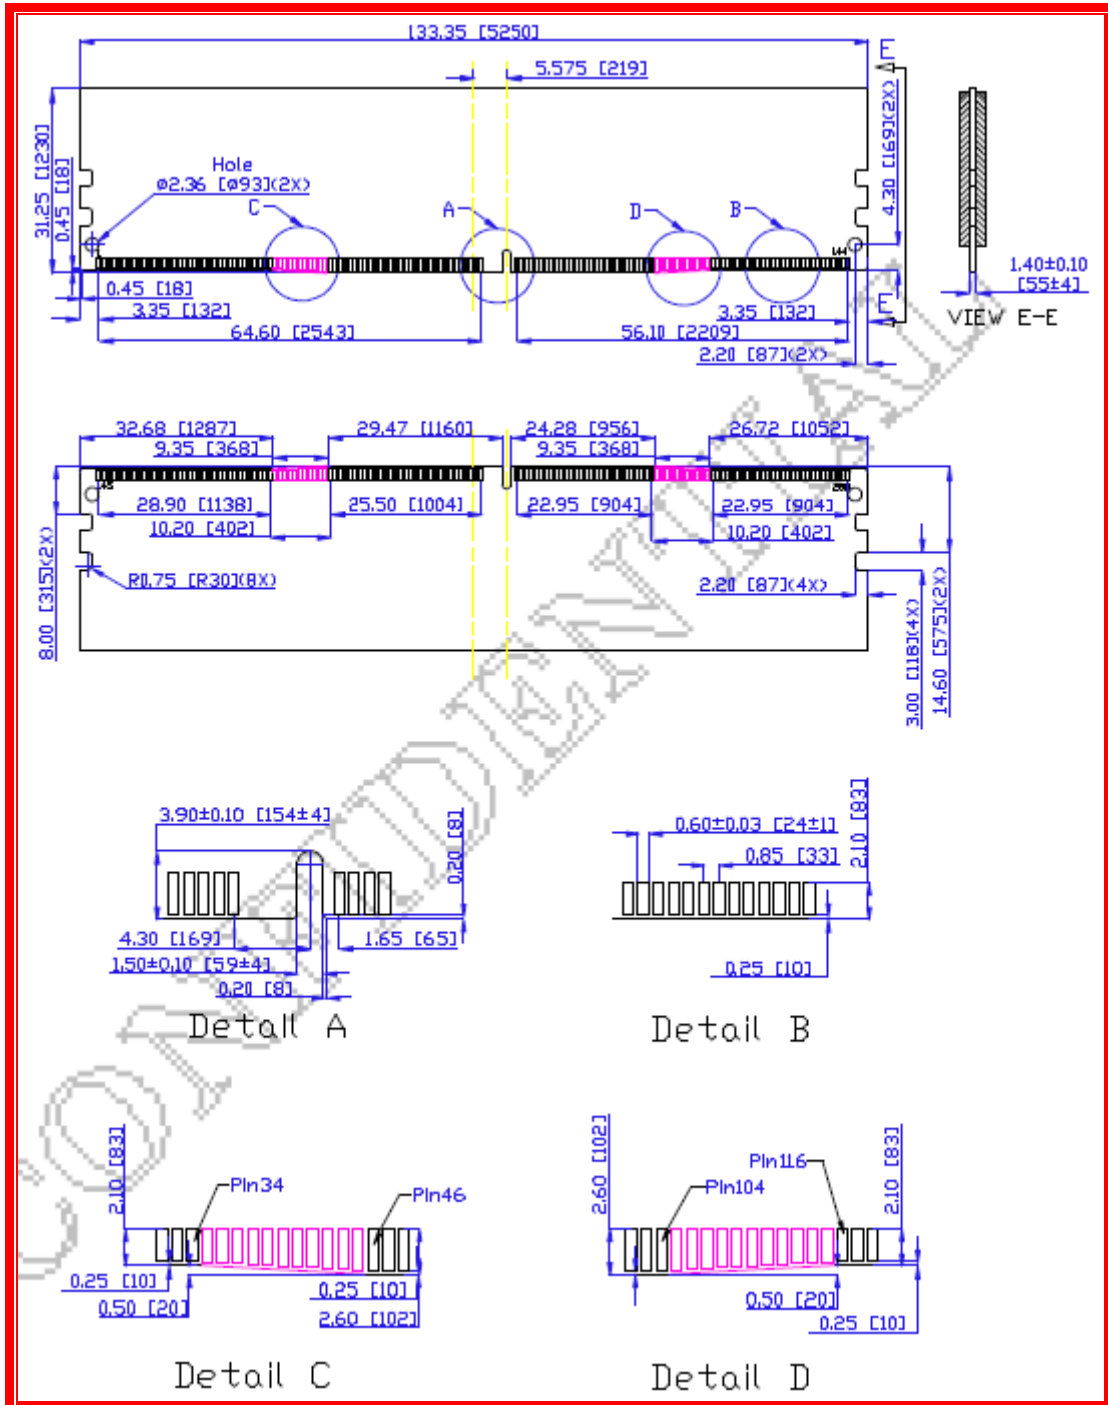 133.35 [5250]
5.575 [219]
E
31.25 [1230]
0.45 [18]
4.30 [169](2X)
Hole
ø2.36 [ø93](2X)
C
A
D
B
144
0.45 [18]
3.35 [132]
64.60 [2543]
56.10 [2209]
3.35 [132]
E
2.20 [87](2X)
1.40±0.10
[55±4]
VIEW E-E
32.68 [1287]
29.47 [1160]
24.28 [956]
26.72 [1052]
9.35 [368]
9.35 [368]
28.90 [1138]
25.50 [1004]
22.95 [904]
22.95 [904]
10.20 [402]
10.20 [402]
R0.75 [R30](8X)
2.20 [87](4X)
8.00 [315](2X)
3.00 [118](4X)
14.60 [575](2X)
3.90±0.10 [154±4]
0.20 [8]
4.30 [169]
1.65 [65]
1.50±0.10 [59±4]
0.20 [8]
Detail A
0.60±0.03 [24±1]
0.85 [33]
2.10 [83]
0.25 [10]
Detail B
2.10 [83]
Pin34
Pin46
0.25 [10]
0.50 [20]
0.25 [10]
2.60 [102]
Detail C
2.60 [102]
Pin116
Pin104
2.10 [83]
0.50 [20]
0.25 [10]
Detail D
CONFIDENTIAL